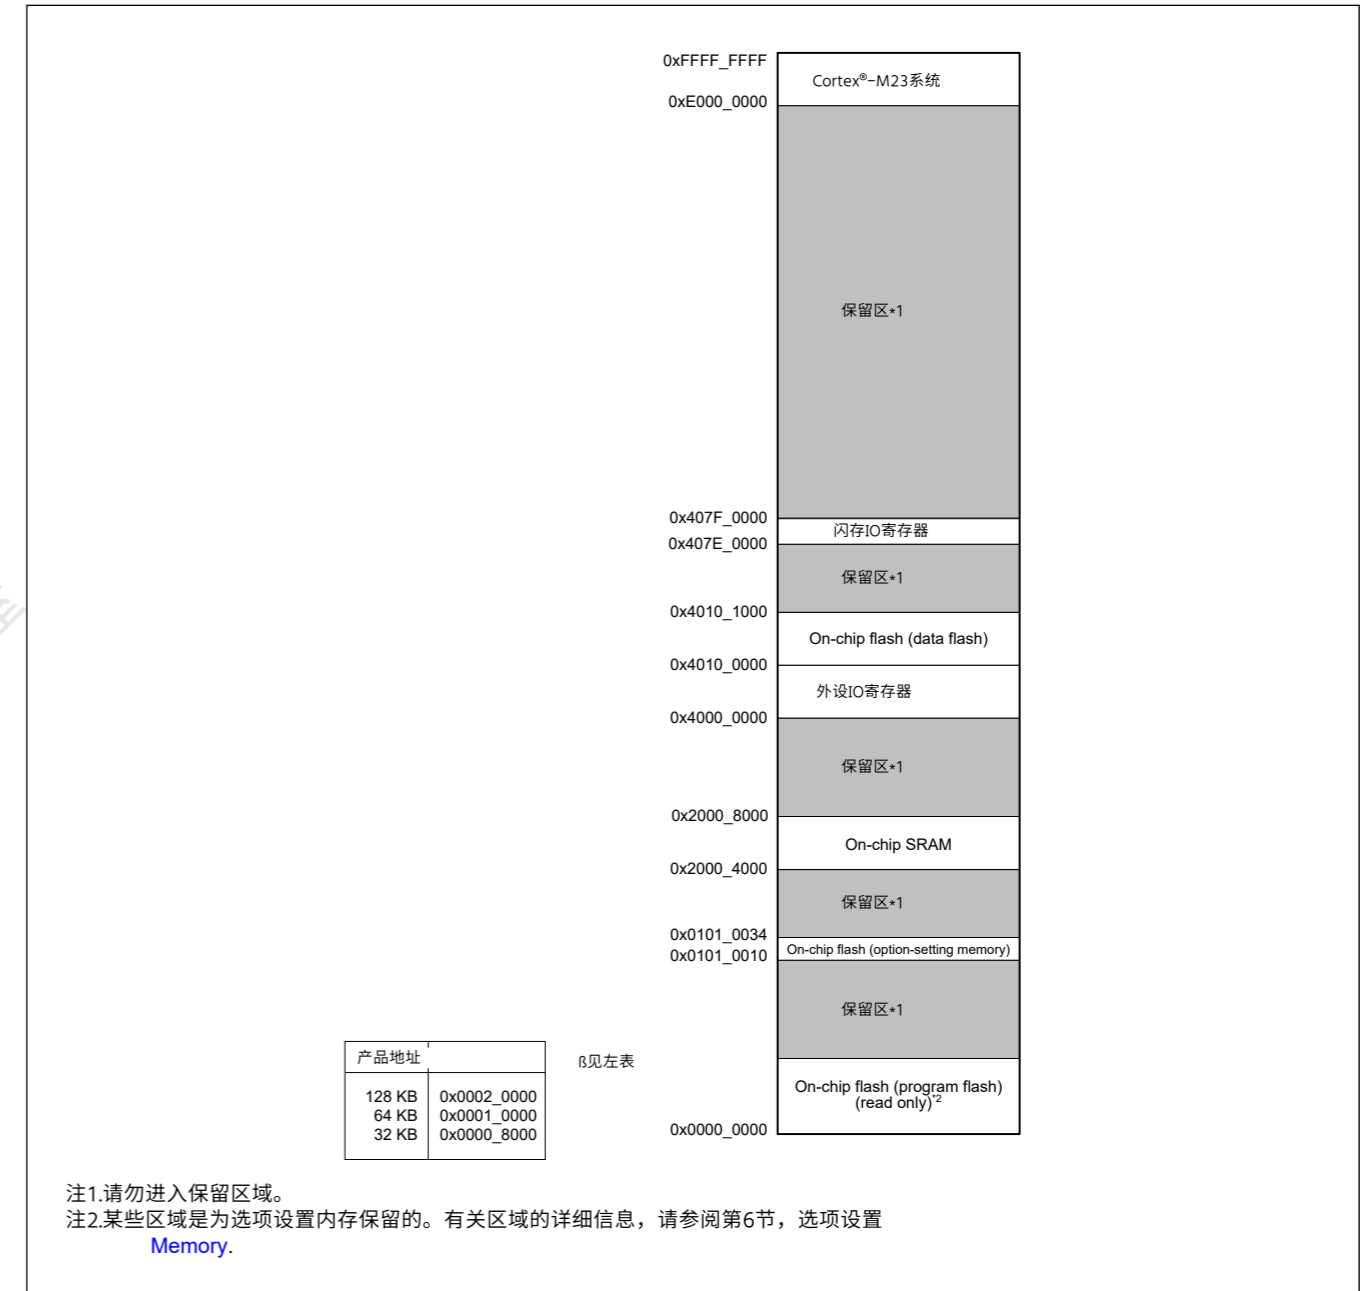 0xFFFF_FFFF
Cortex®-M23系统
0xE000_0000
保留区*1
0x407F_0000
闪存IO寄存器
0x407E_0000
保留区*1
0x4010_1000
On-chip flash (data flash)
0x4010_0000
外设IO寄存器
0x4000_0000
保留区*1
0x2000_8000
On-chip SRAM
0x2000_4000
保留区*1
0x0101_0034
On-chip flash (option-setting memory)
0x0101_0010
保留区*1
产品地址
ß见左表
128 KB 0x0002_0000
64 KB 0x0001_0000
32 KB 0x0000_8000
On-chip flash (program flash)
(read only)*2
0x0000_0000
注1.请勿进入保留区域。
注2.某些区域是为选项设置内存保留的。有关区域的详细信息，请参阅第6节，选项设置
Memory.